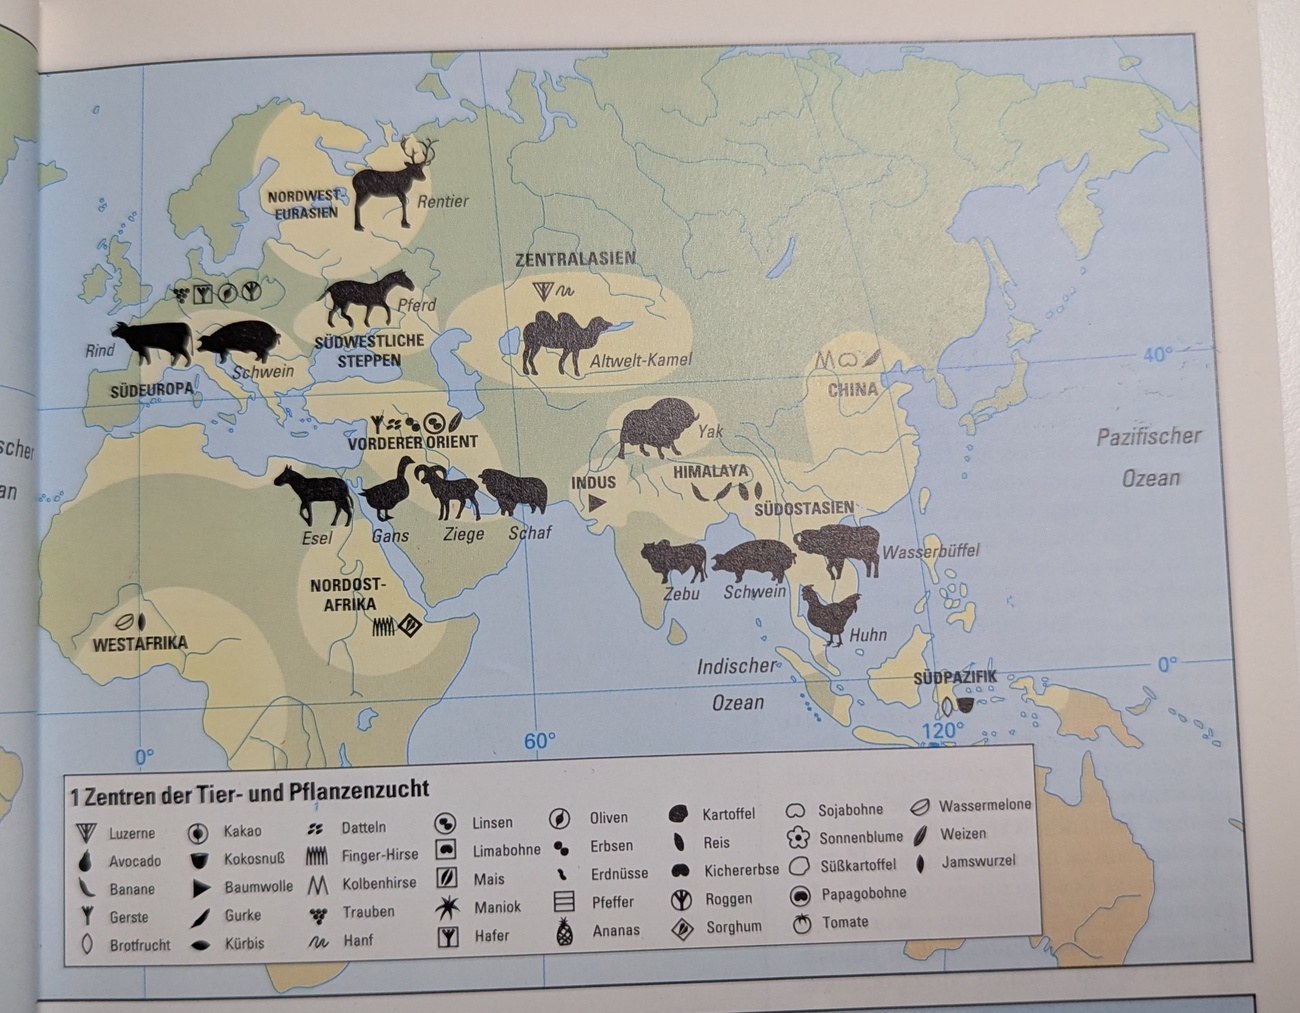 scher
an
NORDWEST-
EURASIEN
Rentier
ZENTRALASIEN
Pferd
Rind
Schwein
SÜDWESTLICHE
STEPPEN
Altwelt-Kamel
SÜDEUROPA
40°
CHINA
Yak
VORDERER ORIENT
Pazifischer
Ozean
HIMALAYA
INDUS
SÜDOSTASIEN
Esel
Gans
Ziege
Schaf
Wasserbüffel
Zebu
Schwein
NORDOST-
AFRIKA
Huhn
WESTAFRIKA
Indischer
Ozean
0°
SÜDPAZIFIK
0°
60°
120°
1 Zentren der Tier- und Pflanzenzucht
Luzerne
Avocado
Banane
Gerste
Brotfrucht
Kakao
Kokosnuß
Baumwolle
Gurke
Kürbis
Datteln
Finger-Hirse
Kolbenhirse
Trauben
Hanf
Linsen
Limabohne
Mais
Maniok
Hafer
Oliven
Erbsen
Erdnüsse
Pfeffer
Ananas
Kartoffel
Reis
Kichererbse
Roggen
Sorghum
Sojabohne
Sonnenblume
Süßkartoffel
Papagobohne
Tomate
Wassermelone
Weizen
Jamswurzel